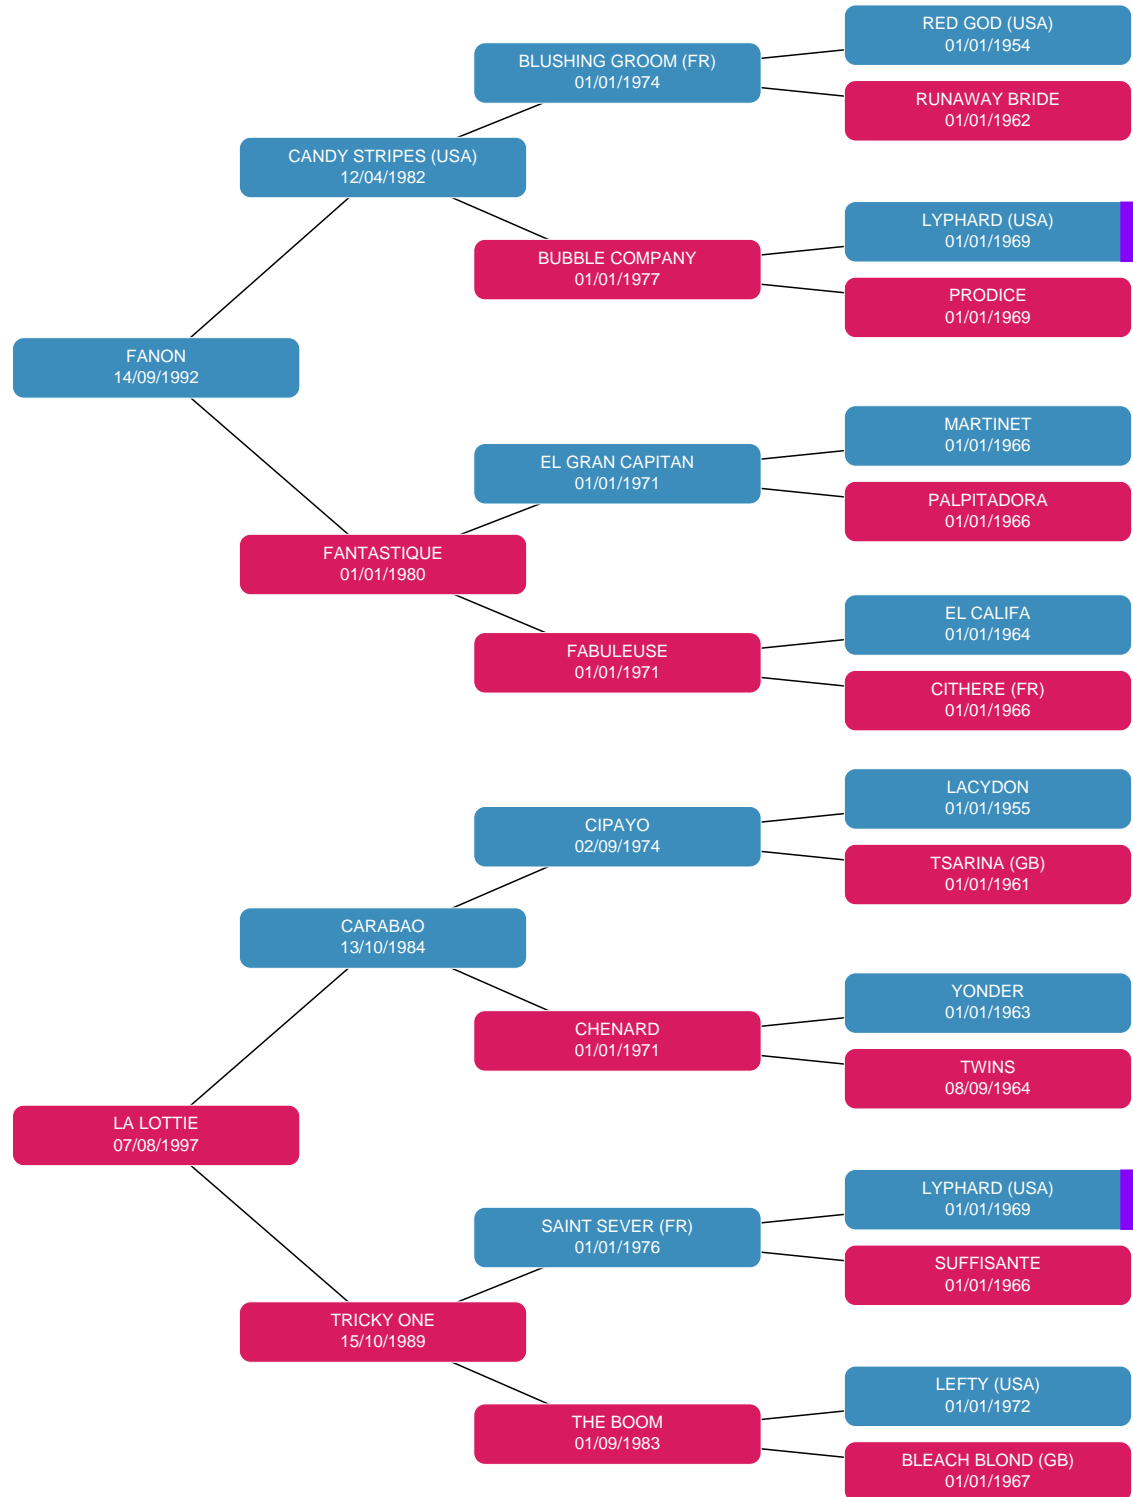 RED GOD (USA)
01/01/1954
BLUSHING GROOM (FR)
01/01/1974
RUNAWAY BRIDE
01/01/1962
CANDY STRIPES (USA)
12/04/1982
LYPHARD (USA)
01/01/1969
BUBBLE COMPANY
01/01/1977
PRODICE
01/01/1969
FANON
14/09/1992
MARTINET
01/01/1966
EL GRAN CAPITAN
01/01/1971
PALPITADORA
01/01/1966
FANTASTIQUE
01/01/1980
EL CALIFA
01/01/1964
FABULEUSE
01/01/1971
CITHERE (FR)
01/01/1966
LACYDON
01/01/1955
CIPAYO
02/09/1974
TSARINA (GB)
01/01/1961
CARABAO
13/10/1984
YONDER
01/01/1963
CHENARD
01/01/1971
TWINS
08/09/1964
LA LOTTIE
07/08/1997
LYPHARD (USA)
01/01/1969
SAINT SEVER (FR)
01/01/1976
SUFFISANTE
01/01/1966
TRICKY ONE
15/10/1989
LEFTY (USA)
01/01/1972
THE BOOM
01/09/1983
BLEACH BLOND (GB)
01/01/1967